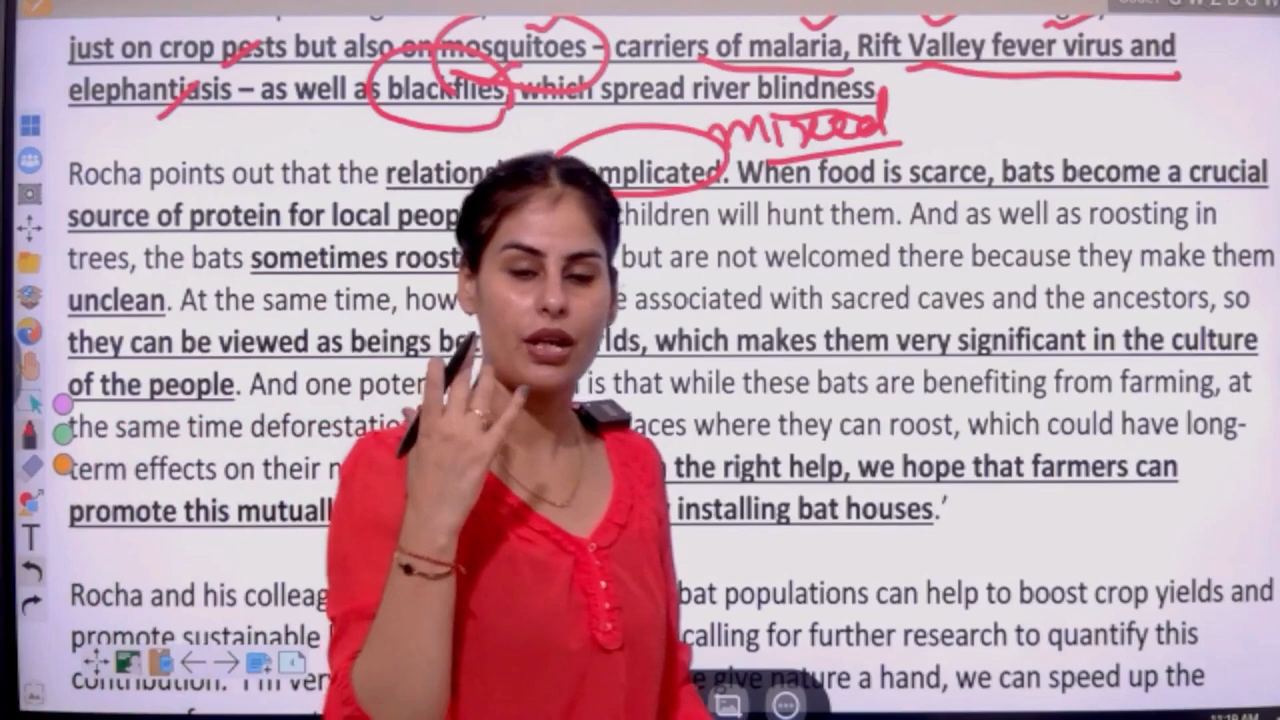 just on crop pests but also on mosquitoes – carriers of malaria, Rift Valley fever virus and
elephantiasis – as well as blackflies, which spread river blindness.
mixed
Rocha points out that the relation mplicated. When food is scarce, bats become a crucial
source of protein for local peop children will hunt them. And as well as roosting in
trees, the bats sometimes roost but are not welcomed there because they make them
unclean. At the same time, how associated with sacred caves and the ancestors, so
they can be viewed as beings be lds, which makes them very significant in the culture
of the people. And one poten is that while these bats are benefiting from farming, at
the same time deforestatio aces where they can roost, which could have long-
term effects on their the right help, we hope that farmers can
promote this mutuall installing bat houses.'
Rocha and his colleag bat populations can help to boost crop yields and
promote sustainable calling for further research to quantify this
contribution. 'I'm ver give nature a hand, we can speed up the
T